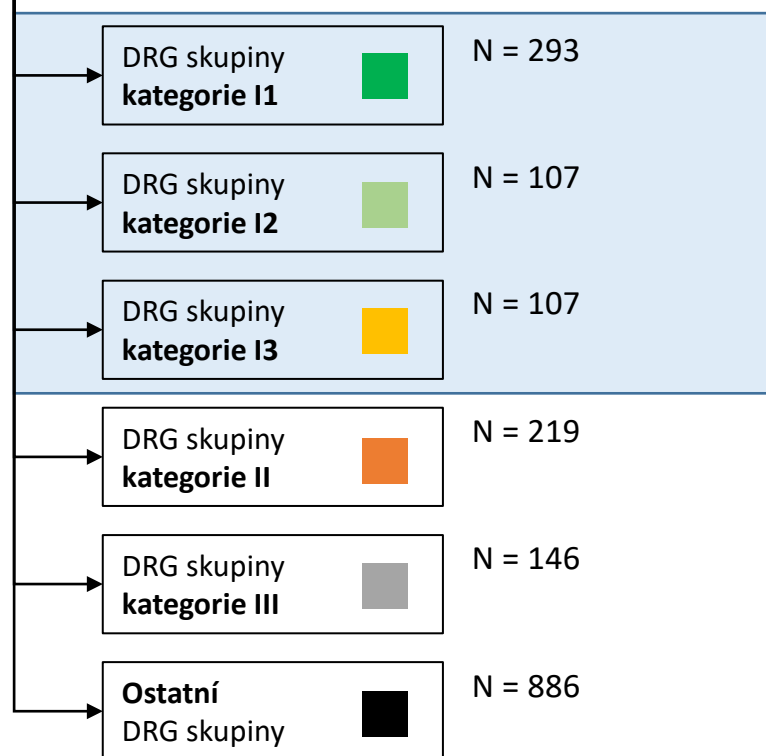 DRG skupiny
kategorie I1
N = 293
DRG skupiny
kategorie I2
N = 107
DRG skupiny
kategorie I3
N = 107
DRG skupiny
kategorie II
N = 219
DRG skupiny
kategorie III
N = 146
Ostatní
DRG skupiny
N = 886